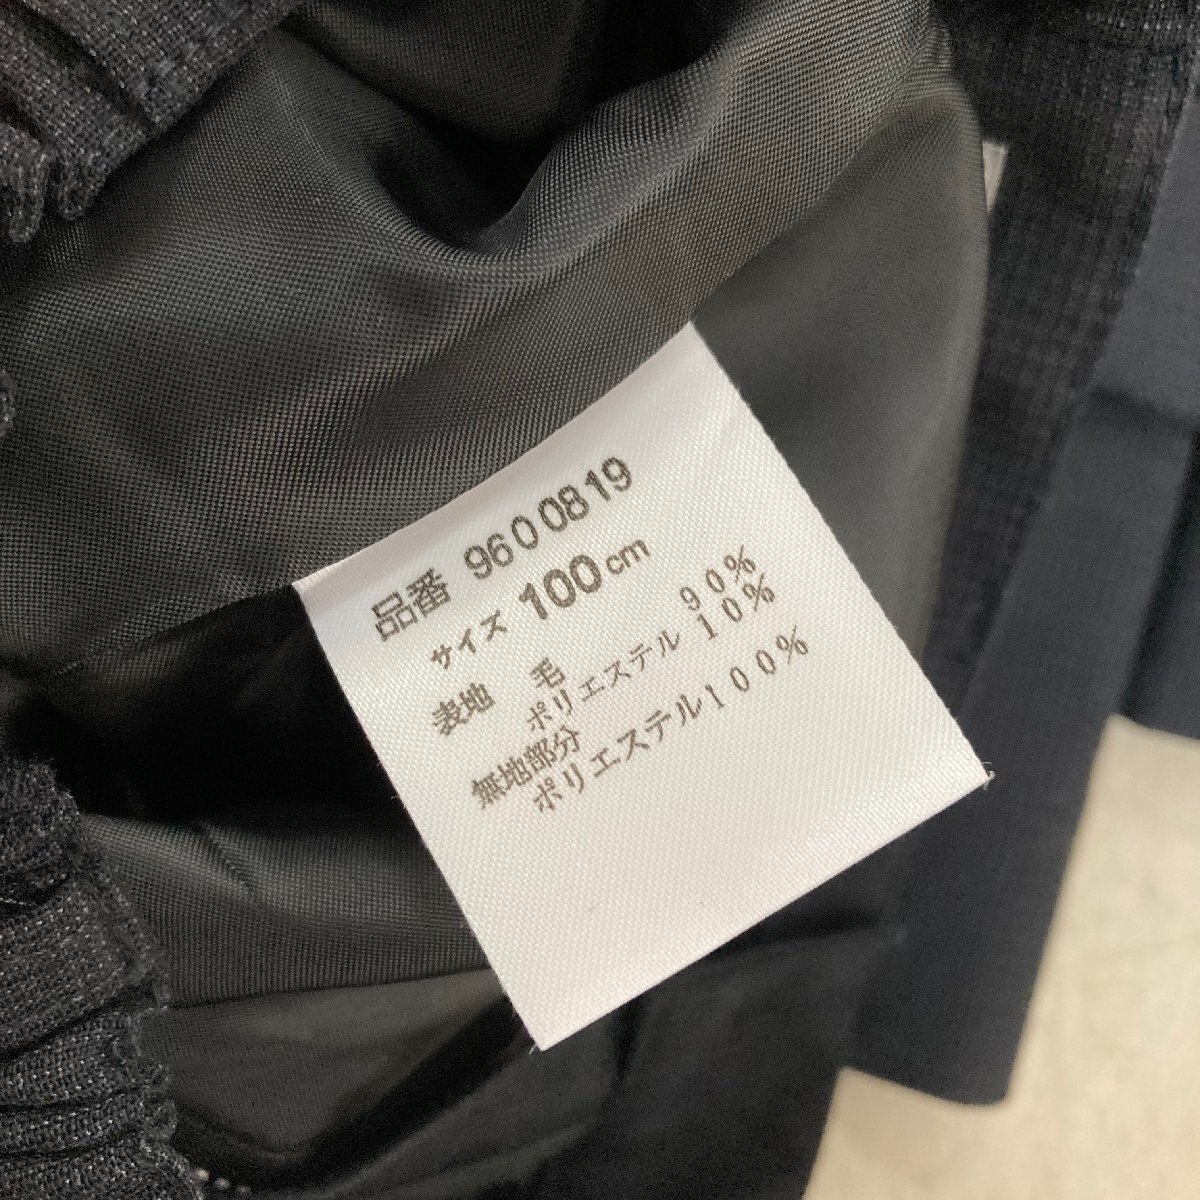 品番 9600819
サイズ 100cm
表地 毛 90%
ポリエステル 10%
無地部分
ポリエステル100%